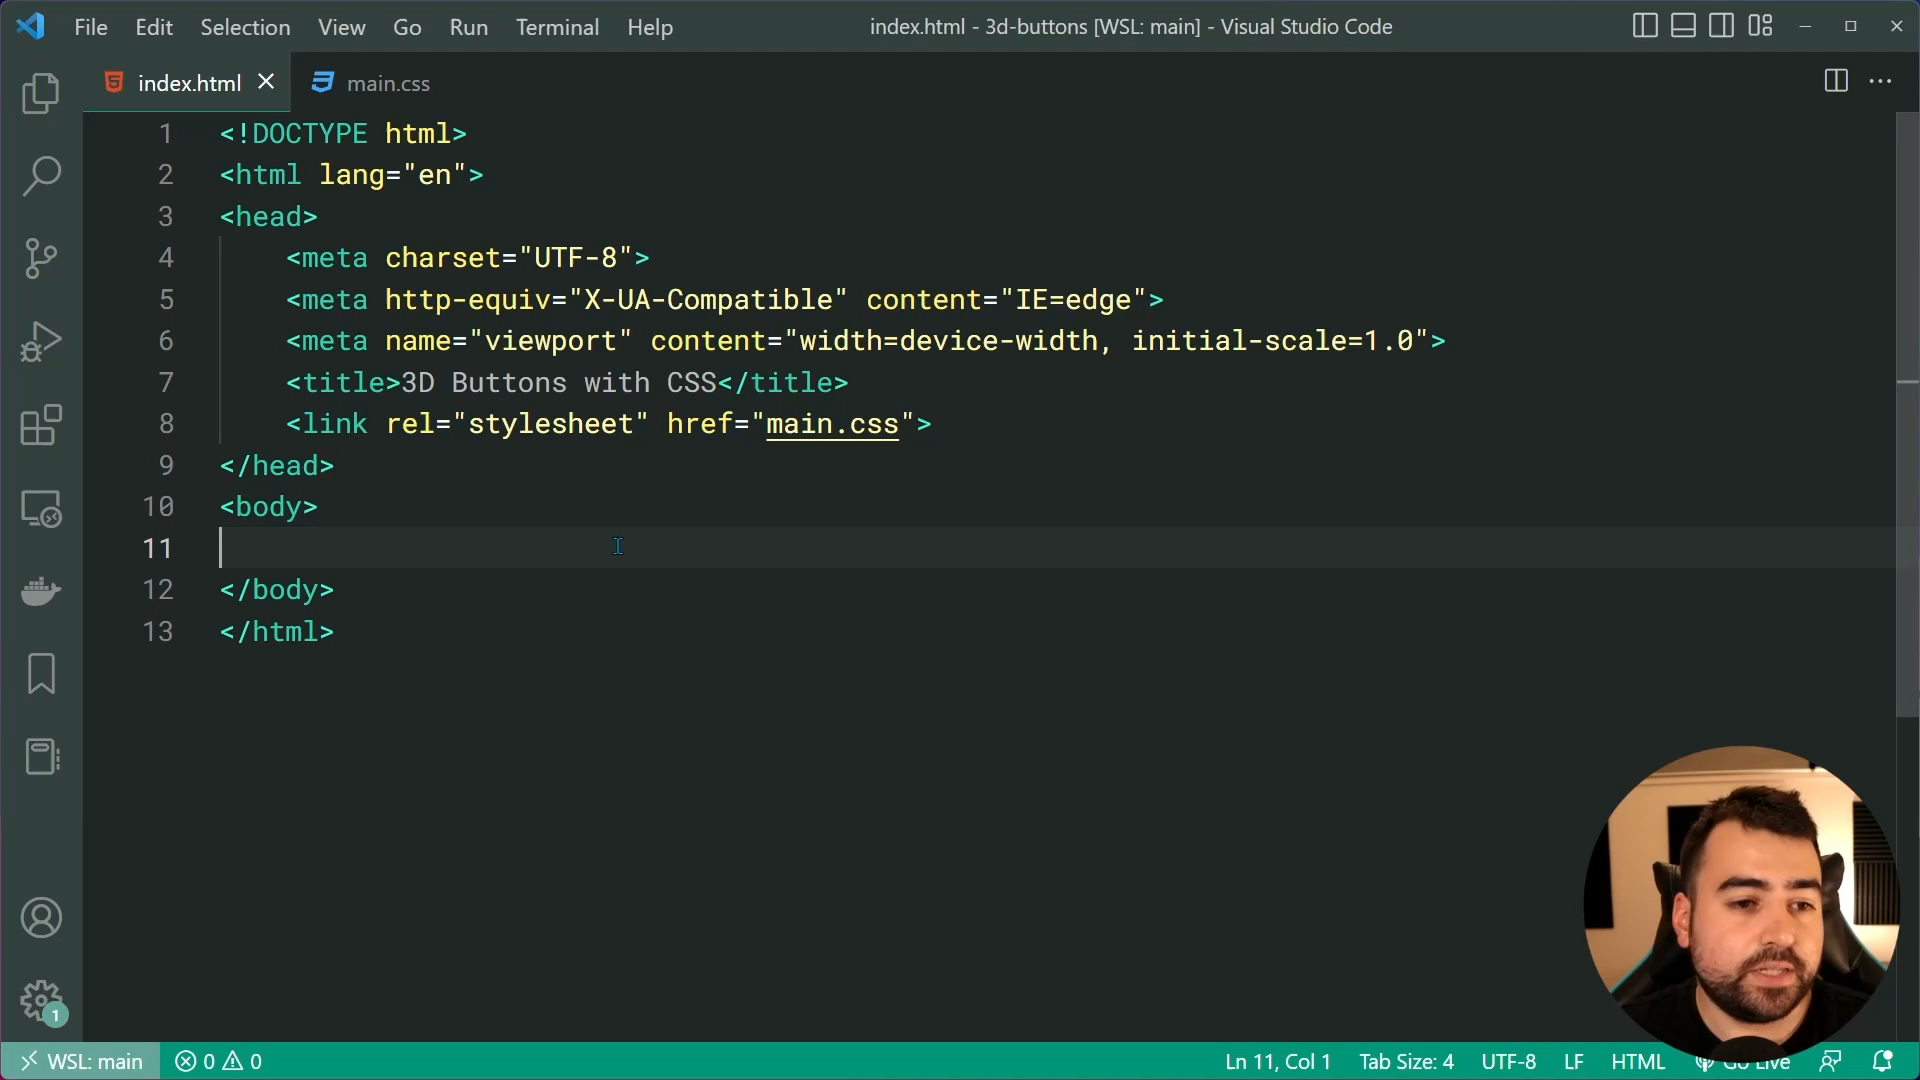 File Edit Selection View Go Run Terminal Help index.html - 3d-buttons [WSL: main] - Visual Studio Code
index.html main.css
1 <!DOCTYPE html>
2 <html lang="en">
3 <head>
4     <meta charset="UTF-8">
5     <meta http-equiv="X-UA-Compatible" content="IE=edge">
6     <meta name="viewport" content="width=device-width, initial-scale=1.0">
7     <title>3D Buttons with CSS</title>
8     <link rel="stylesheet" href="main.css">
9 </head>
10 <body>
11
12 </body>
13 </html>
1
WSL: main 0 0 Ln 11, Col 1 Tab Size: 4 UTF-8 LF HTML Go Live